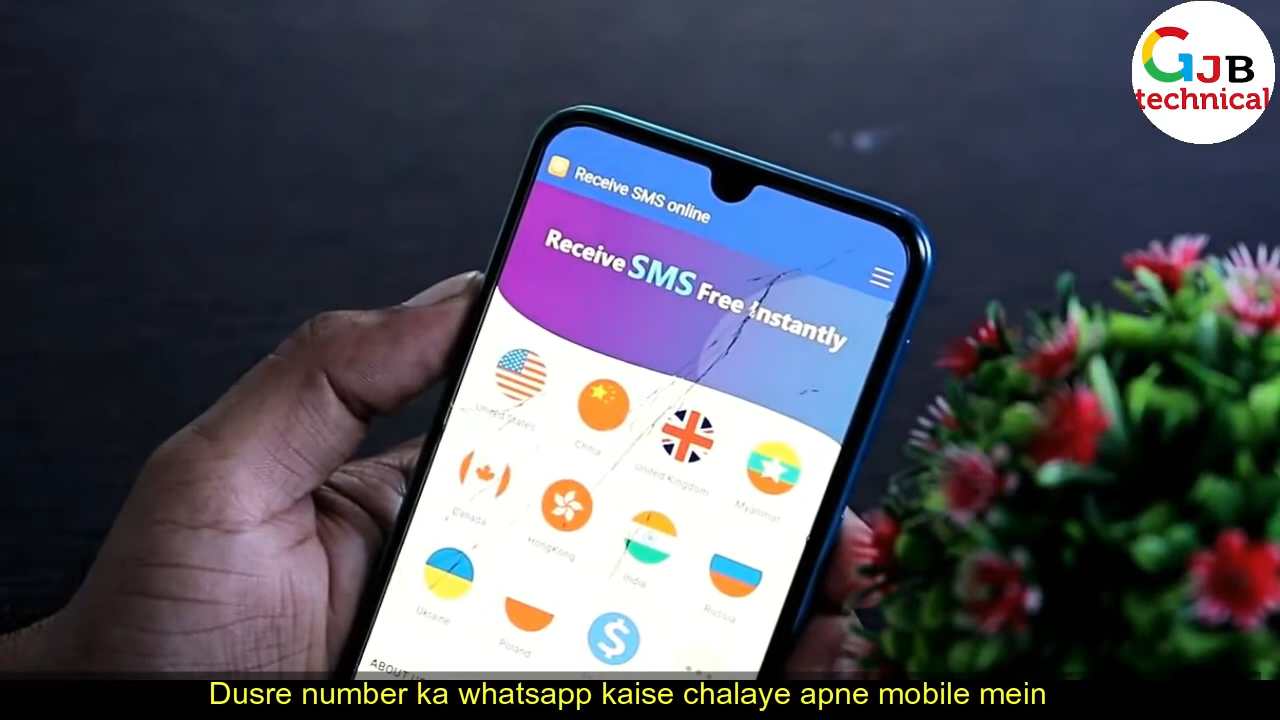 GJB
technical
Receive SMS online
Receive SMS Free Instantly
United States
China
United Kingdom
Myanmar
Canada
HongKong
India
Russia
Ukraine
Poland
ABOUT
Dusre number ka whatsapp kaise chalaye apne mobile mein